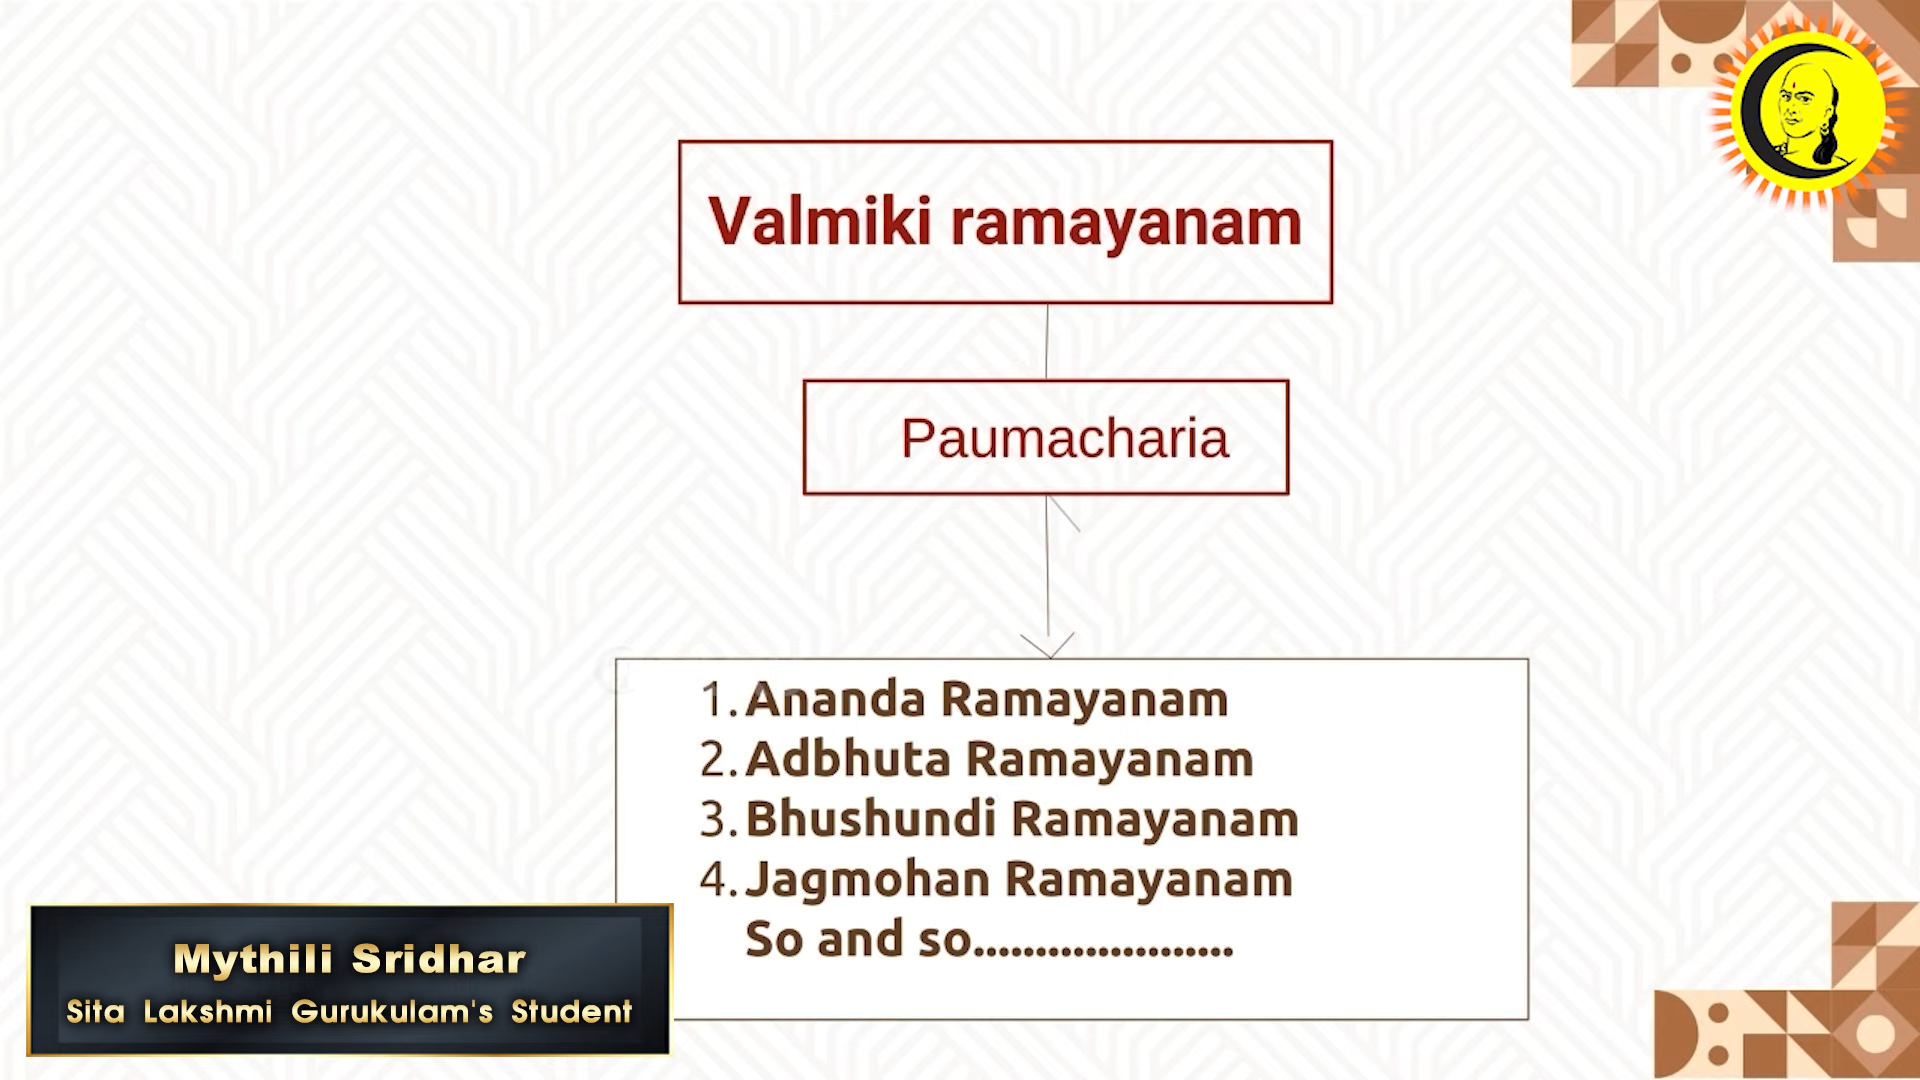 Valmiki ramayanam
Paumacharia
1. Ananda Ramayanam
2. Adbhuta Ramayanam
3. Bhushundi Ramayanam
4. Jagmohan Ramayanam
So and so.....................
Mythili Sridhar
Sita Lakshmi Gurukulam's Student